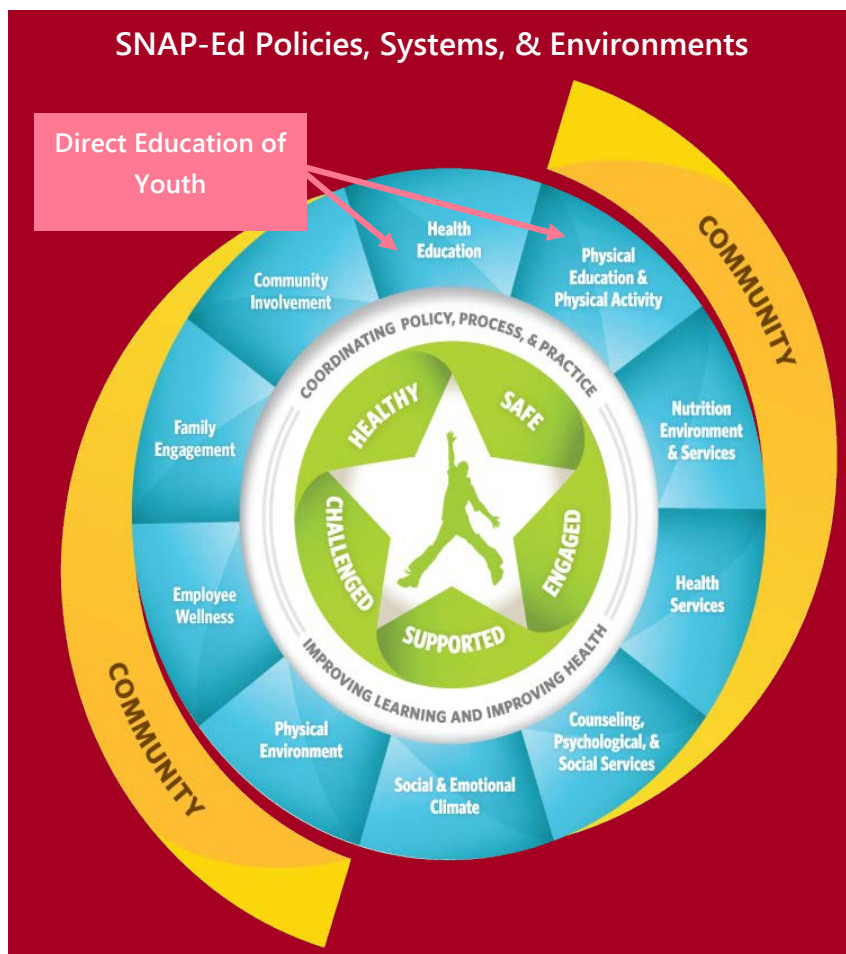 SNAP-Ed Policies, Systems, & Environments
Direct Education of
Youth
Health
Education
Physical
Education &
Physical Activity
Nutrition
Environment
& Services
Health
Services
Counseling,
Psychological, &
Social Services
Social & Emotional
Climate
Physical
Environment
Employee
Wellness
Family
Engagement
Community
Involvement
COMMUNITY
COMMUNITY
COORDINATING POLICY, PROCESS, & PRACTICE
IMPROVING LEARNING AND IMPROVING HEALTH
HEALTHY
SAFE
ENGAGED
SUPPORTED
CHALLENGED